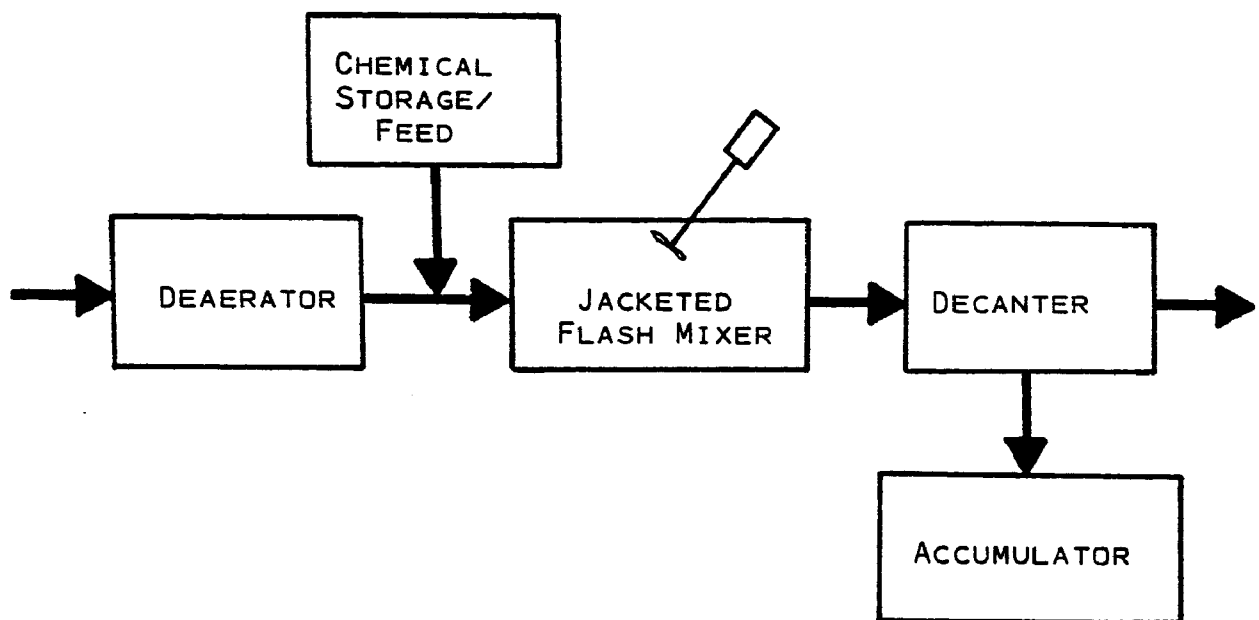 CHEMICAL
STORAGE/
FEED
DEAERATOR
JACKETED
FLASH MIXER
DECANTER
ACCUMULATOR